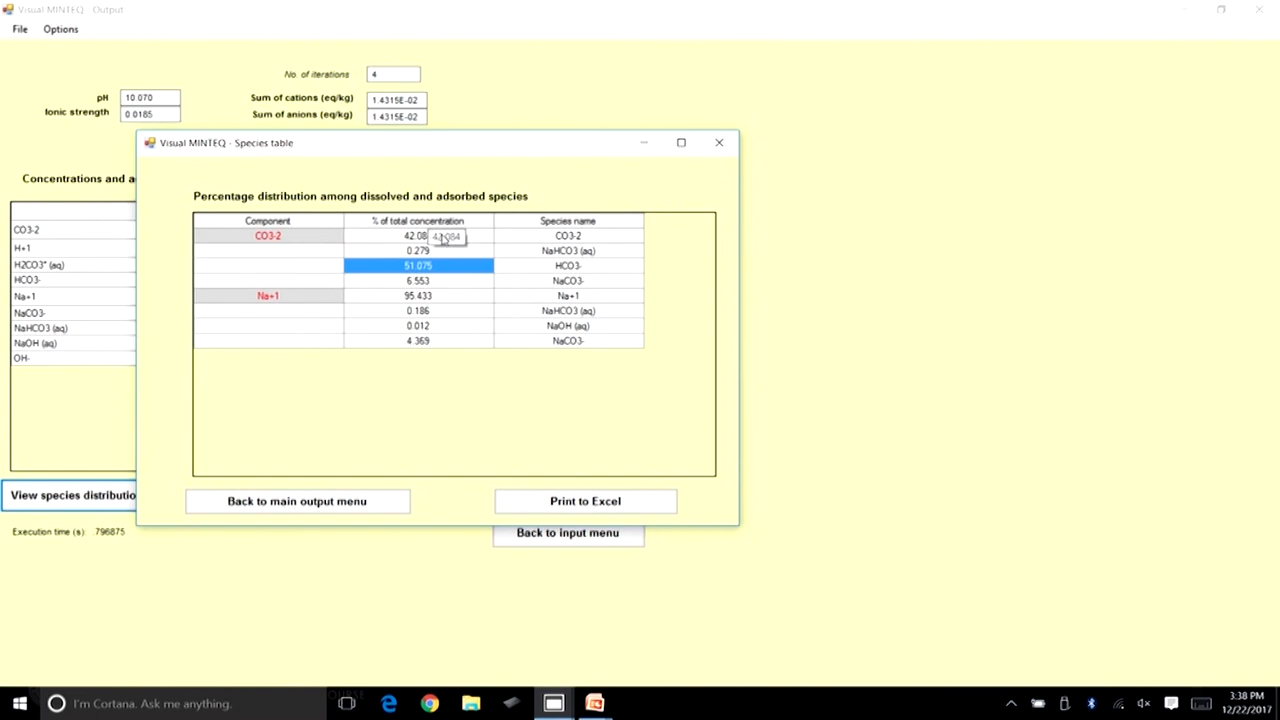 Visual MINTEQ - Output
File Options
No. of iterations 4
pH 10.070 Sum of cations (eq/kg) 1.4315E-02
Ionic strength 0.0185 Sum of anions (eq/kg) 1.4315E-02
Visual MINTEQ - Species table
Concentrations and a
Percentage distribution among dissolved and adsorbed species
Component % of total concentration Species name
CO3-2 42.08 CO3-2
42.084
0.279 NaHCO3 (aq)
51.075 HCO3-
6.553 NaCO3-
Na+1 95.433 Na+1
0.186 NaHCO3 (aq)
0.012 NaOH (aq)
4.369 NaCO3-
CO3-2
H+1
H2CO3* (aq)
HCO3-
Na+1
NaCO3-
NaHCO3 (aq)
NaOH (aq)
OH-
View species distributio
Back to main output menu Print to Excel
Execution time (s): 796875
Back to input menu
I'm Cortana. Ask me anything.
3:38 PM
12/22/2017